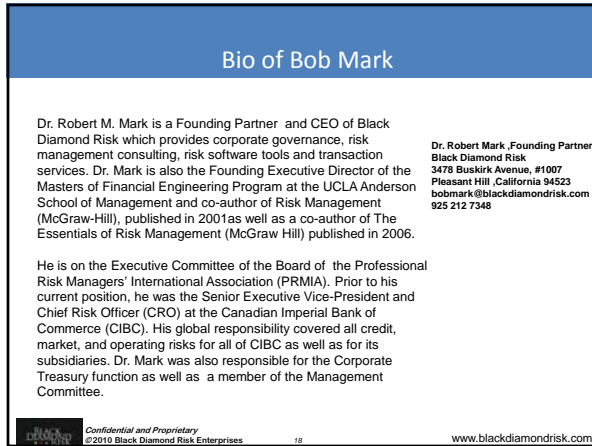 Bio of Bob Mark
Dr. Robert M. Mark is a Founding Partner  and CEO of Black
Diamond Risk which provides corporate governance, risk
management consulting, risk software tools and transaction
services. Dr. Mark is also the Founding Executive Director of the
Masters of Financial Engineering Program at the UCLA Anderson
School of Management and co-author of Risk Management
(McGraw-Hill), published in 2001as well as a co-author of The
Essentials of Risk Management (McGraw Hill) published in 2006.
He is on the Executive Committee of the Board of  the Professional
Risk Managers' International Association (PRMIA). Prior to his
current position, he was the Senior Executive Vice-President and
Chief Risk Officer (CRO) at the Canadian Imperial Bank of
Commerce (CIBC). His global responsibility covered all credit,
market, and operating risks for all of CIBC as well as for its
subsidiaries. Dr. Mark was also responsible for the Corporate
Treasury function as well as  a member of the Management
Committee.
Dr. Robert Mark ,Founding Partner
Black Diamond Risk
3478 Buskirk Avenue, #1007
Pleasant Hill ,California 94523
bobmark@blackdiamondrisk.com
925 212 7348
BLACK
DIAMOND
RISK
Confidential and Proprietary
©2010 Black Diamond Risk Enterprises
18
www.blackdiamondrisk.com